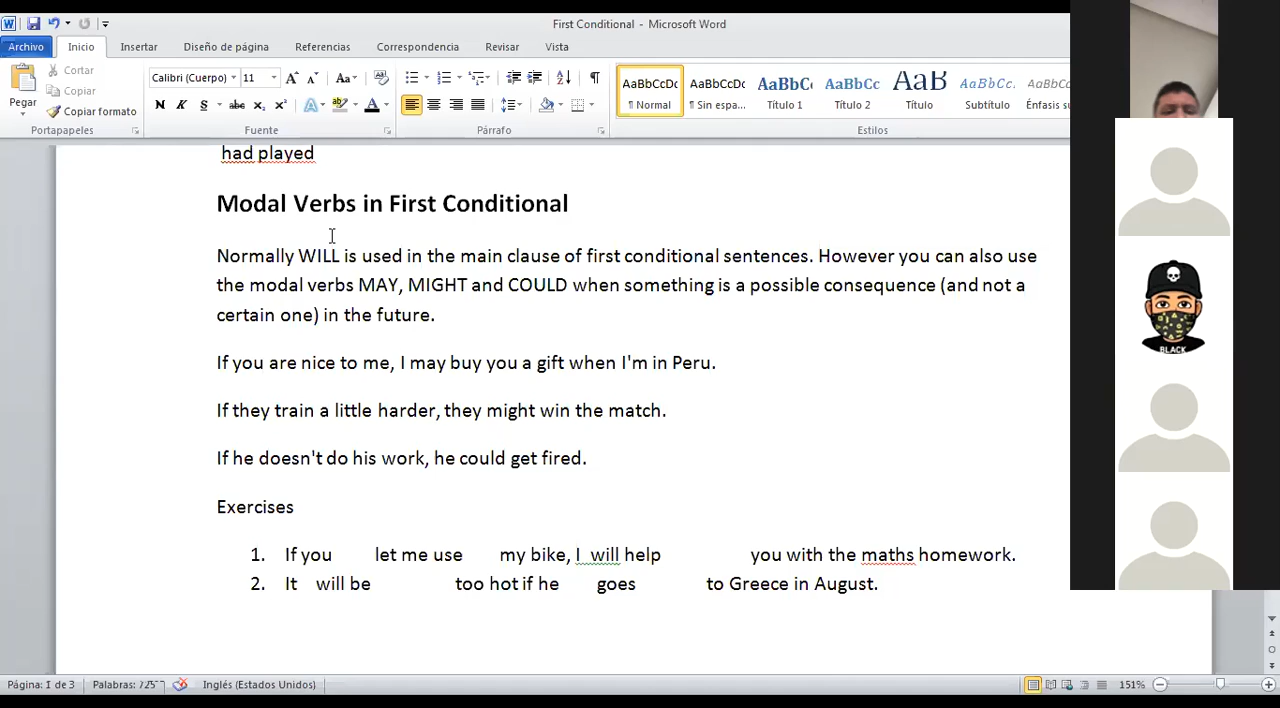 First Conditional - Microsoft Word
Archivo Inicio Insertar Diseño de página Referencias Correspondencia Revisar Vista
Pegar
Cortar
Copiar
Copiar formato
Calibri (Cuerpo) 11
AaBbCcDc AaBbCcDc AaBbC AaBbCc AaB AaBbCc. AaBbC
¶ Normal ¶ Sin espa... Título 1 Título 2 Título Subtítulo Énfasis su
Portapapeles Fuente Párrafo Estilos
had played
Modal Verbs in First Conditional
Normally WILL is used in the main clause of first conditional sentences. However you can also use
the modal verbs MAY, MIGHT and COULD when something is a possible consequence (and not a
certain one) in the future.
If you are nice to me, I may buy you a gift when I'm in Peru.
If they train a little harder, they might win the match.
If he doesn't do his work, he could get fired.
Exercises
1. If you let me use my bike, I will help you with the maths homework.
2. It will be too hot if he goes to Greece in August.
BLACK
Página: 1 de 3 Palabras: 725 Inglés (Estados Unidos) 151%